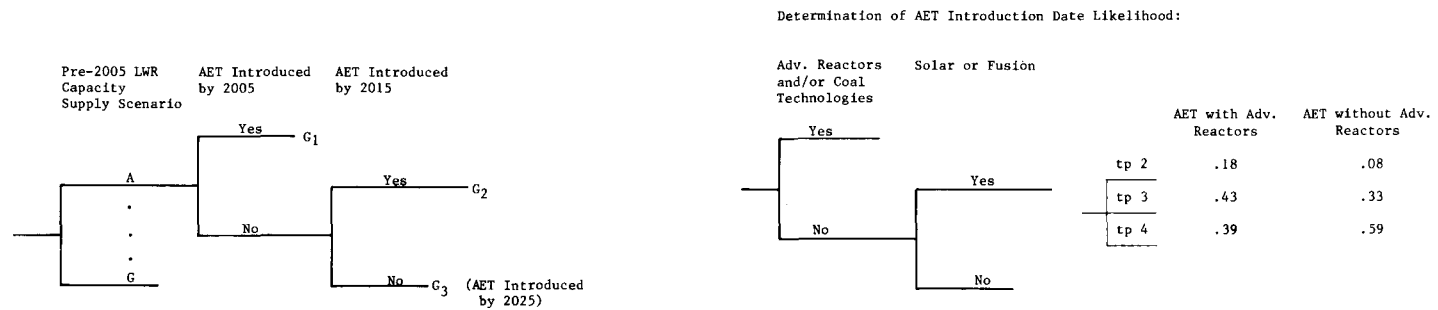 Determination of AET Introduction Date Likelihood:
Pre-2005 LWR
Capacity
Supply Scenario
AET Introduced
by 2005
AET Introduced
by 2015
Yes
G1
A
Yes
G2
No
G
No
G3
(AET Introduced
by 2025)
Adv. Reactors
and/or Coal
Technologies
Solar or Fusion
Yes
Yes
No
No
AET with Adv.
Reactors
AET without Adv.
Reactors
tp 2 .18 .08
tp 3 .43 .33
tp 4 .39 .59